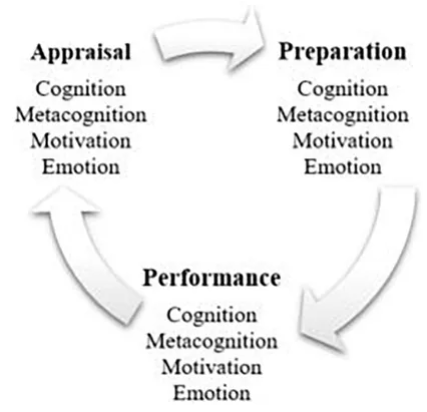 Appraisal
Cognition
Metacognition
Motivation
Emotion
Preparation
Cognition
Metacognition
Motivation
Emotion
Performance
Cognition
Metacognition
Motivation
Emotion